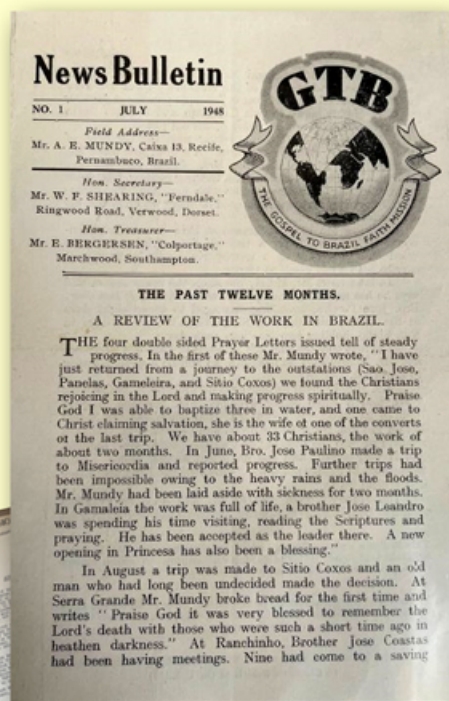 News Bulletin
NO. 1 JULY 1948
Field Address—
Mr. A. E. MUNDY, Caixa 13, Recife,
Pernambuco, Brazil.
Hon. Secretary—
Mr. W. F. SHEARING, "Ferndale,"
Ringwood Road, Verwood, Dorset.
Hon. Treasurer—
Mr. E. BERGERSEN, "Colportage,"
Marchwood, Southampton.
GTB
THE GOSPEL TO BRAZIL FAITH MISSION
THE PAST TWELVE MONTHS.
A REVIEW OF THE WORK IN BRAZIL.
THE four double sided Prayer Letters issued tell of steady
progress. In the first of these Mr. Mundy wrote, "I have
just returned from a journey to the outstations (Sao Jose,
Panelas, Gameleira, and Sitio Coxos) we found the Christians
rejoicing in the Lord and making progress spiritually. Praise
God I was able to baptize three in water, and one came to
Christ claiming salvation, she is the wife of one of the converts
of the last trip. We have about 33 Christians, the work of
about two months. In June, Bro. Jose Paulino made a trip
to Misericordia and reported progress. Further trips had
been impossible owing to the heavy rains and the floods.
Mr. Mundy had been laid aside with sickness for two months.
In Gamaleia the work was full of life, a brother Jose Leandro
was spending his time visiting, reading the Scriptures and
praying. He has been accepted as the leader there. A new
opening in Princesa has also been a blessing."
In August a trip was made to Sitio Coxos and an old
man who had long been undecided made the decision. At
Serra Grande Mr. Mundy broke bread for the first time and
writes " Praise God it was very blessed to remember the
Lord's death with those who were such a short time ago in
heathen darkness." At Ranchinho, Brother Jose Coastas
had been having meetings. Nine had come to a saving